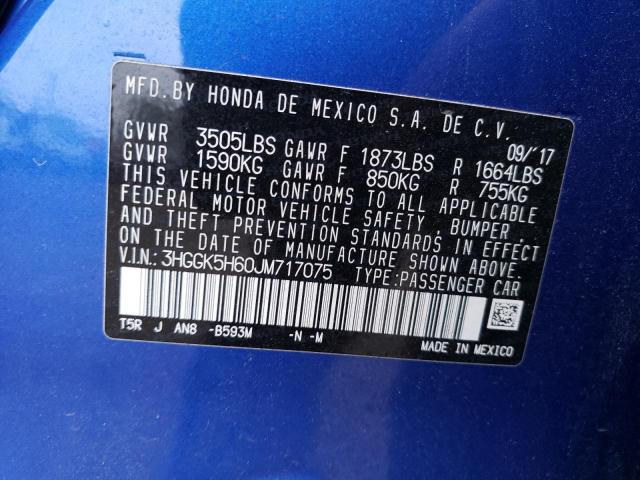 MFD. BY HONDA DE MEXICO S.A. DE C.V.
09/'17
GVWR 3505LBS GAWR F 1873LBS R 1664LBS
GVWR 1590KG GAWR F 850KG R 755KG
THIS VEHICLE CONFORMS TO ALL APPLICABLE
FEDERAL MOTOR VEHICLE SAFETY, BUMPER,
AND THEFT PREVENTION STANDARDS IN EFFECT
ON THE DATE OF MANUFACTURE SHOWN ABOVE.
V.I.N.: 3HGGK5H60JM717075 TYPE: PASSENGER CAR
T5R J AN8 -B593M -N -M
MADE IN MEXICO